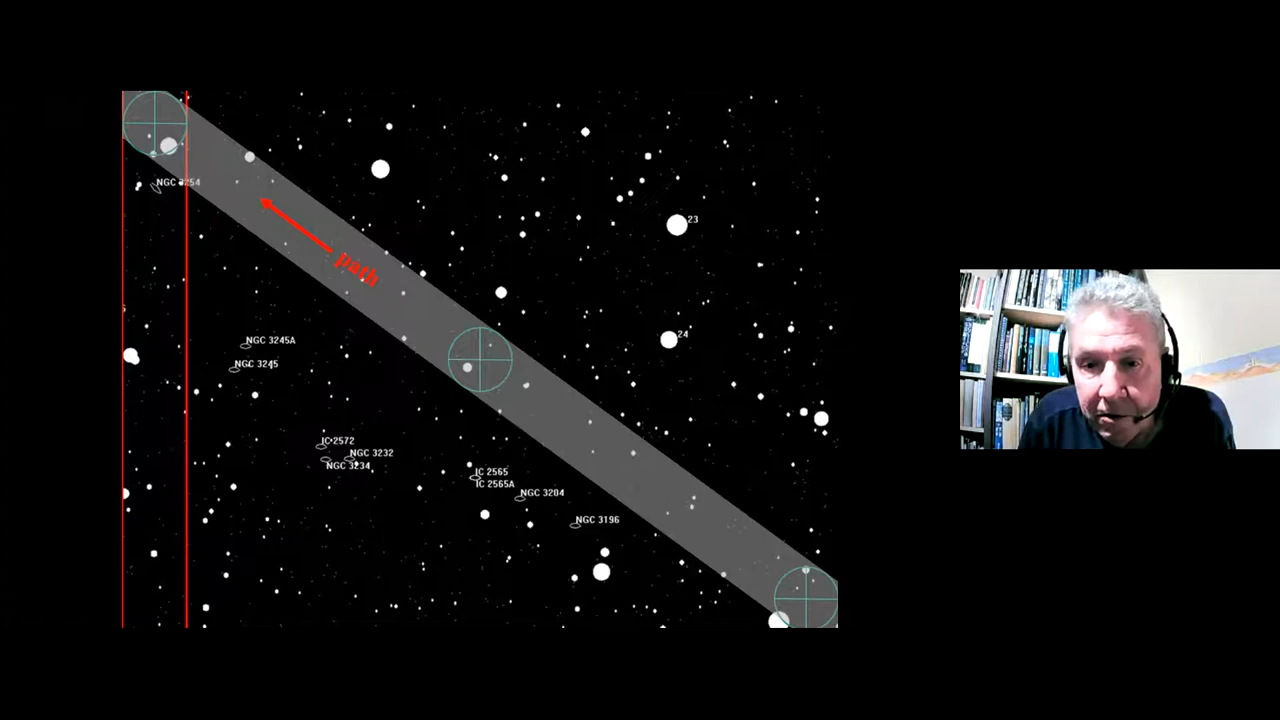 NGC 3254
23
path
24
NGC 3245A
NGC 3245
IC 2572
NGC 3232
NGC 3234
IC 2565
IC 2565A
NGC 3204
NGC 3196